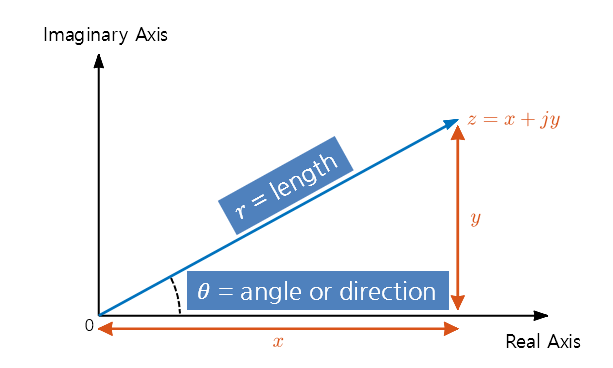 Imaginary Axis
z = x + jy
r = length
y
θ = angle or direction
0
x
Real Axis